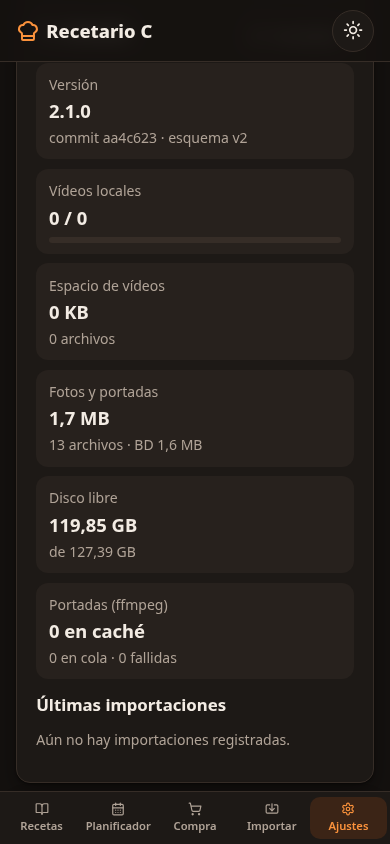 Recetario C
Versión
2.1.0
commit aa4c623 · esquema v2
Vídeos locales
0 / 0
Espacio de vídeos
0 KB
0 archivos
Fotos y portadas
1,7 MB
13 archivos · BD 1,6 MB
Disco libre
119,85 GB
de 127,39 GB
Portadas (ffmpeg)
0 en caché
0 en cola · 0 fallidas
Últimas importaciones
Aún no hay importaciones registradas.
Recetas
Planificador
Compra
Importar
Ajustes